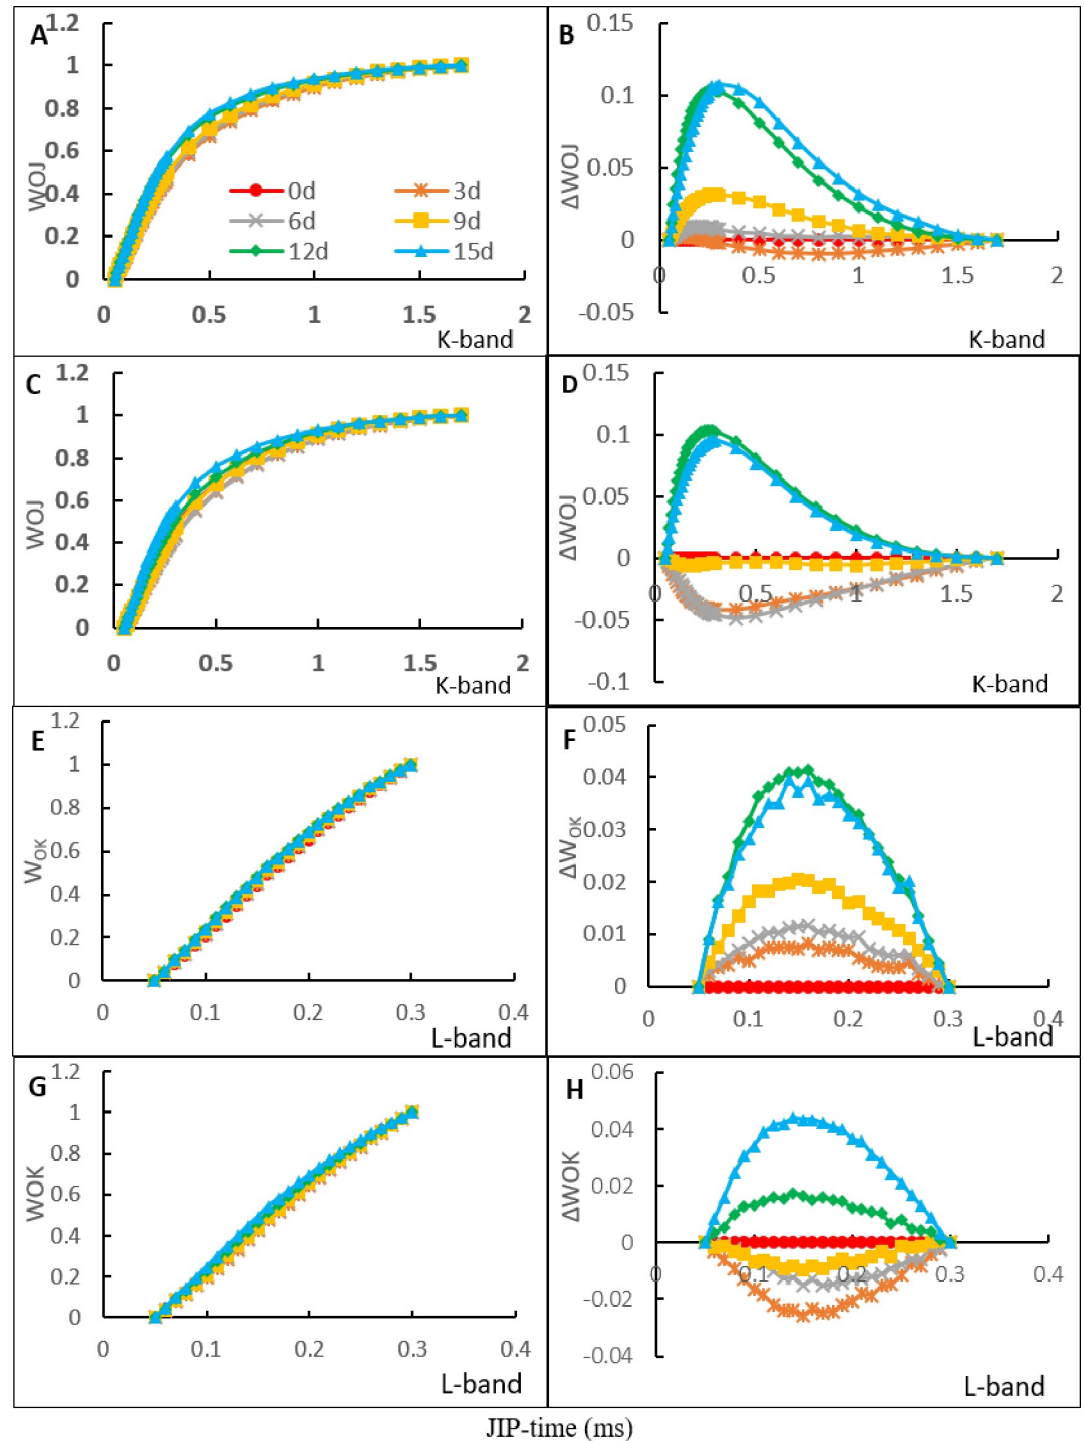 A
1.2
1
0.8
0.6
0.4
0.2
0
WOJ
0d 3d
6d 9d
12d 15d
0 0.5 1 1.5 2
K-band
B
0.15
0.1
0.05
0
-0.05
ΔWOJ
0 0.5 1 1.5 2
K-band
C
1.2
1
0.8
0.6
0.4
0.2
0
WOJ
0 0.5 1 1.5 2
K-band
D
0.15
0.1
0.05
0
-0.05
-0.1
ΔWOJ
0 0.5 1 1.5 2
K-band
E
1.2
1
0.8
0.6
0.4
0.2
0
WOK
0 0.1 0.2 0.3 0.4
L-band
F
0.05
0.04
0.03
0.02
0.01
0
ΔWOK
0 0.1 0.2 0.3 0.4
L-band
G
1.2
1
0.8
0.6
0.4
0.2
0
WOK
0 0.1 0.2 0.3 0.4
L-band
H
0.06
0.04
0.02
0
-0.02
-0.04
ΔWOK
0 0.1 0.2 0.3 0.4
L-band
JIP-time (ms)